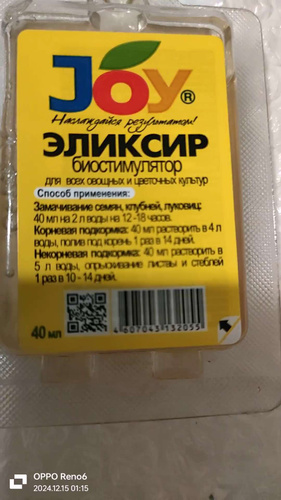 JOY®
Наслаждайся результатом!
ЭЛИКСИР
биостимулятор
для всех овощных и цветочных культур
Способ применения:
Замачивание семян, клубней, луковиц:
40 мл на 2 л воды на 12-18 часов.
Корневая подкормка: 40 мл растворить в 4 л
воды, полив под корень 1 раз в 14 дней.
Некорневая подкормка: 40 мл растворить в
5 л воды, опрыскивание листвы и стеблей
1 раз в 10 - 14 дней.
40 мл
4 607043 132055
OPPO Reno6
2024.12.15 01:15